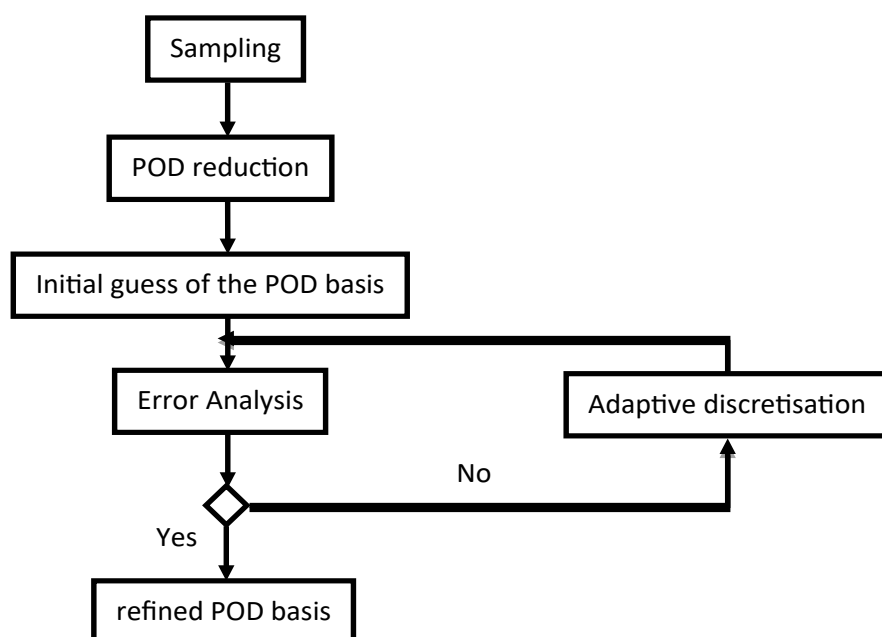 Sampling
POD reduction
Initial guess of the POD basis
Error Analysis
Adaptive discretisation
No
Yes
refined POD basis